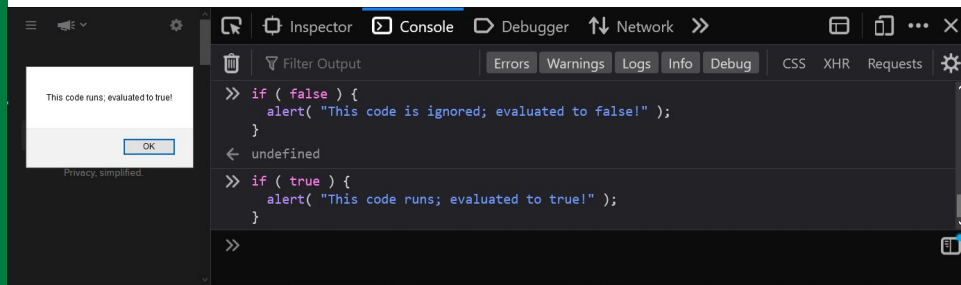 Inspector Console Debugger Network
Filter Output Errors Warnings Logs Info Debug CSS XHR Requests
This code runs; evaluated to true!
OK
Privacy, simplified.
if ( false ) {
alert( "This code is ignored; evaluated to false!" );
}
undefined
if ( true ) {
alert( "This code runs; evaluated to true!" );
}